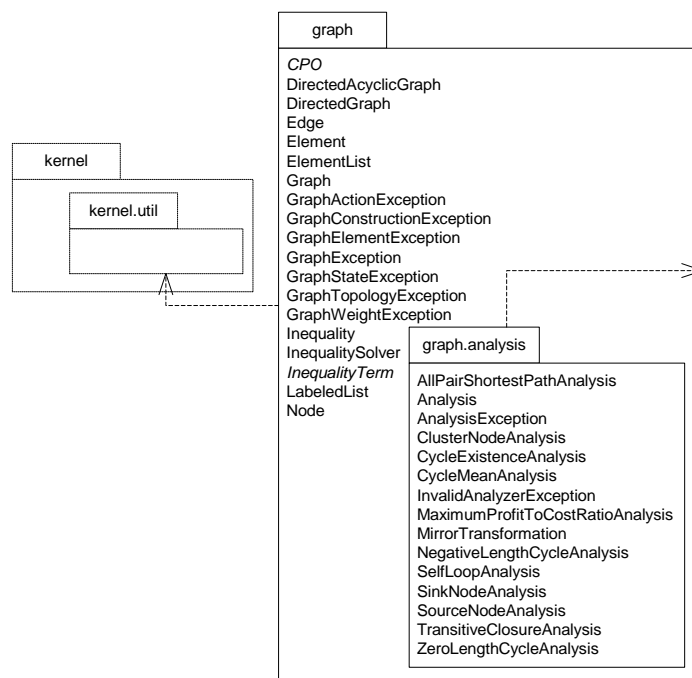 graph
CPO
DirectedAcyclicGraph
DirectedGraph
Edge
Element
ElementList
Graph
GraphActionException
GraphConstructionException
GraphElementException
GraphException
GraphStateException
GraphTopologyException
GraphWeightException
Inequality
InequalitySolver
InequalityTerm
LabeledList
Node
kernel
kernel.util
graph.analysis
AllPairShortestPathAnalysis
Analysis
AnalysisException
ClusterNodeAnalysis
CycleExistenceAnalysis
CycleMeanAnalysis
InvalidAnalyzerException
MaximumProfitToCostRatioAnalysis
MirrorTransformation
NegativeLengthCycleAnalysis
SelfLoopAnalysis
SinkNodeAnalysis
SourceNodeAnalysis
TransitiveClosureAnalysis
ZeroLengthCycleAnalysis